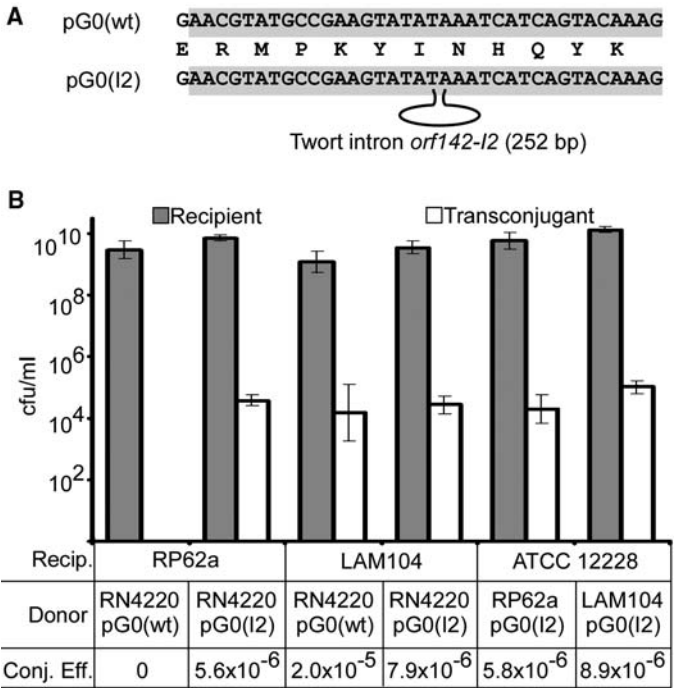 A
pG0(wt) GAACGTATGCCGAAGTATATAAATCATCAGTACAAAG
E R M P K Y I N H Q Y K
pG0(I2) GAACGTATGCCGAAGTATATAAATCATCAGTACAAAG
Twort intron orf142-I2 (252 bp)
B
Recipient Transconjugant
cfu/ml
10^10
10^8
10^6
10^4
10^2
Recip. RP62a LAM104 ATCC 12228
Donor RN4220 pG0(wt) RN4220 pG0(I2) RN4220 pG0(wt) RN4220 pG0(I2) RP62a pG0(I2) LAM104 pG0(I2)
Conj. Eff. 0 5.6x10^-6 2.0x10^-5 7.9x10^-6 5.8x10^-6 8.9x10^-6